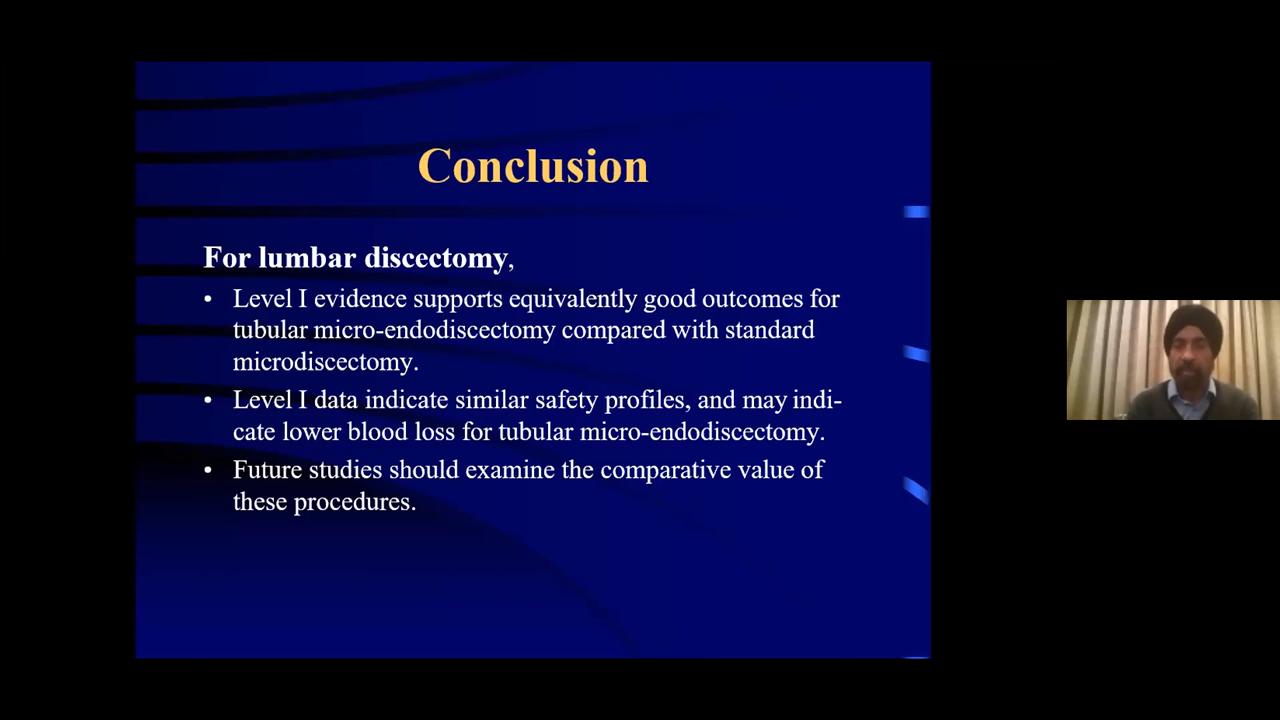 Conclusion
For lumbar discectomy,
• Level I evidence supports equivalently good outcomes for
tubular micro-endodiscectomy compared with standard
microdiscectomy.
• Level I data indicate similar safety profiles, and may indi-
cate lower blood loss for tubular micro-endodiscectomy.
• Future studies should examine the comparative value of
these procedures.